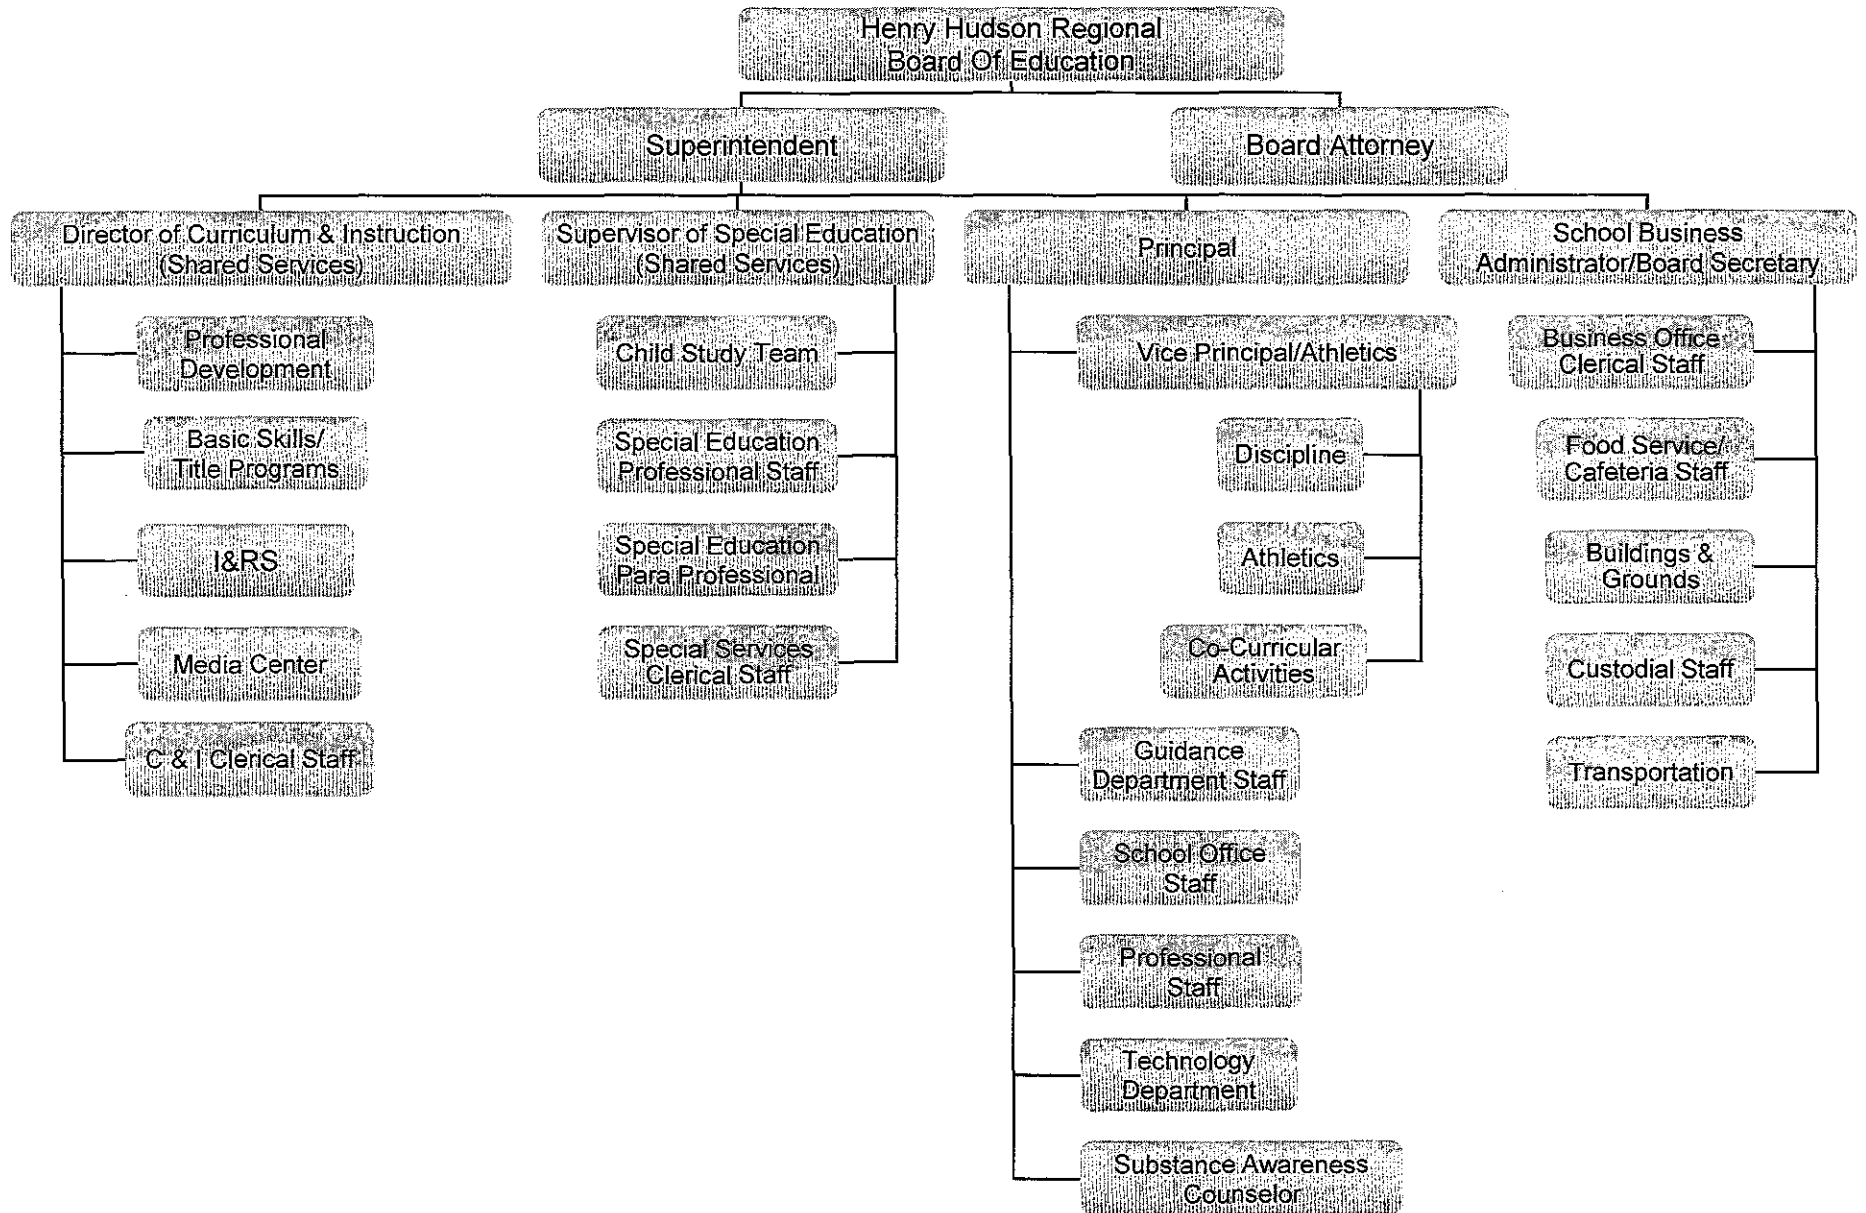 Henry Hudson Regional
Board Of Education
Superintendent
Board Attorney
Director of Curriculum & Instruction
(Shared Services)
Supervisor of Special Education
(Shared Services)
Principal
School Business
Administrator/Board Secretary
Professional
Development
Basic Skills/
Title Programs
I&RS
Media Center
C & I Clerical Staff
Child Study Team
Special Education
Professional Staff
Special Education
Para Professional
Special Services
Clerical Staff
Vice Principal/Athletics
Discipline
Athletics
Co-Curricular
Activities
Guidance
Department Staff
School Office
Staff
Professional
Staff
Technology
Department
Substance Awareness
Counselor
Business Office
Clerical Staff
Food Service/
Cafeteria Staff
Buildings &
Grounds
Custodial Staff
Transportation